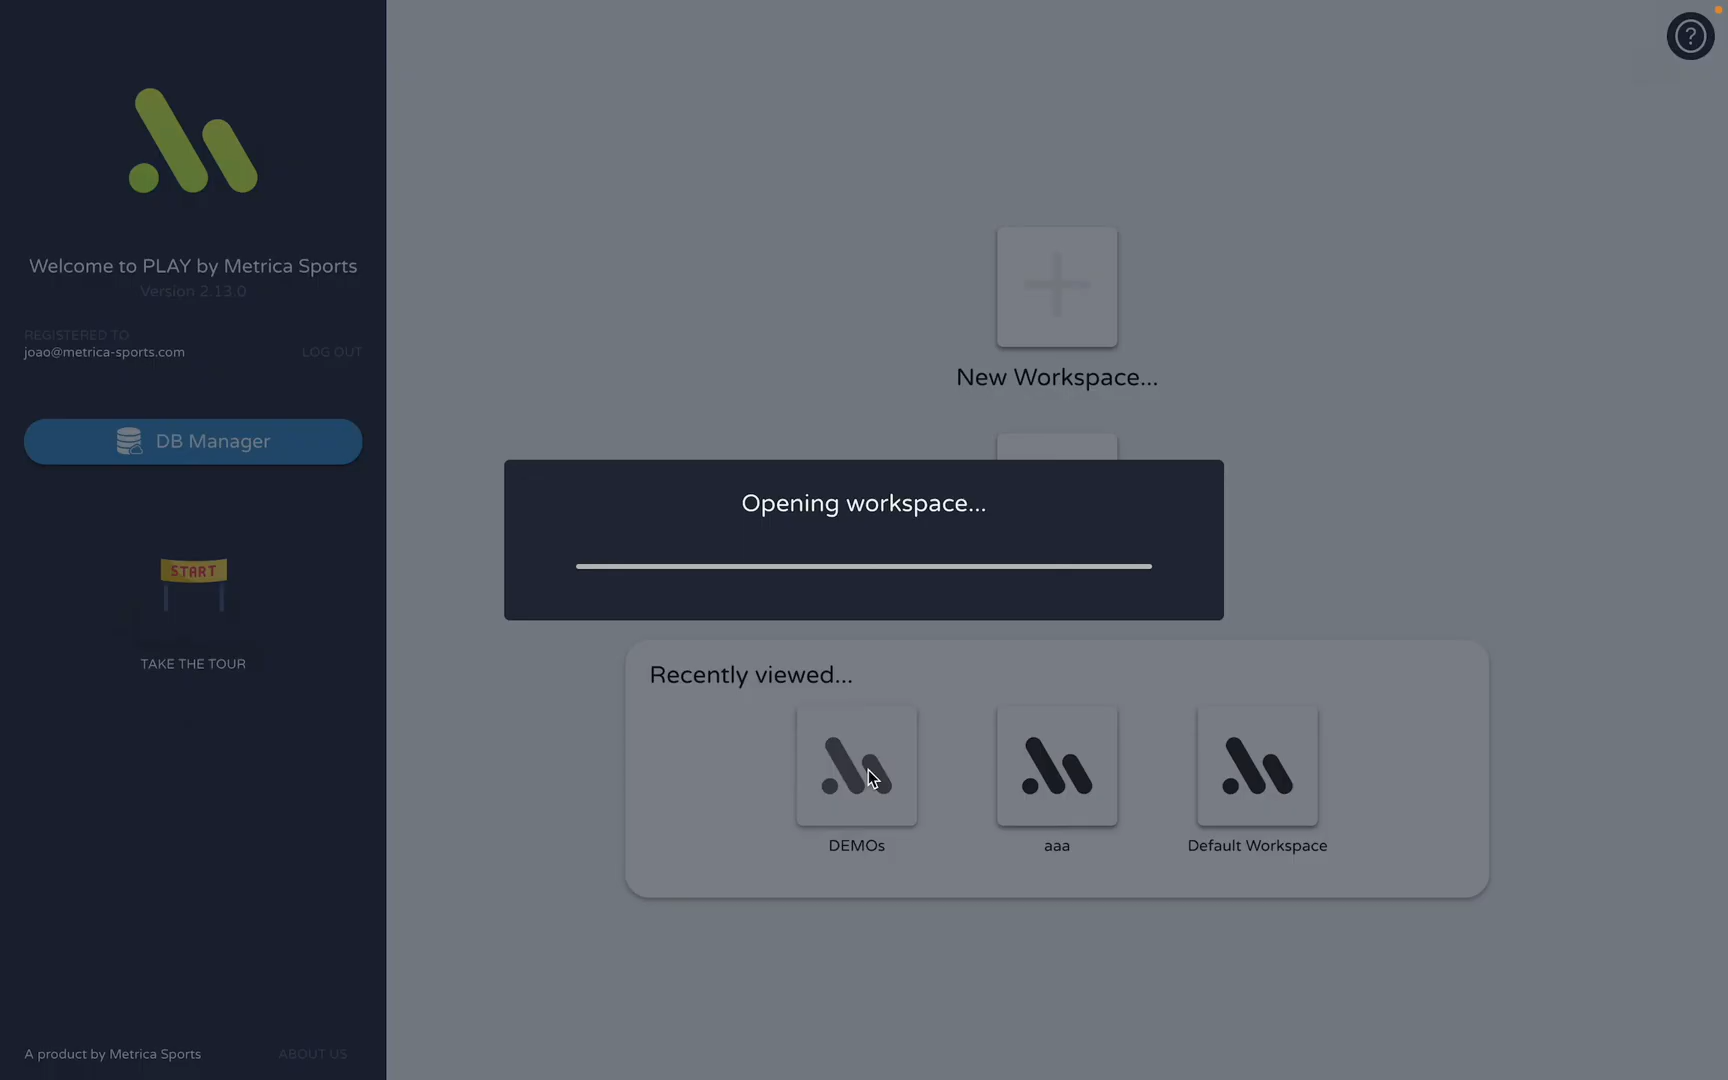 Welcome to PLAY by Metrica Sports
Version 2.13.0
REGISTERED TO
joao@metrica-sports.com
LOG OUT
DB Manager
START
TAKE THE TOUR
A product by Metrica Sports
ABOUT US
?
New Workspace...
Opening workspace...
Recently viewed...
DEMOs
aaa
Default Workspace